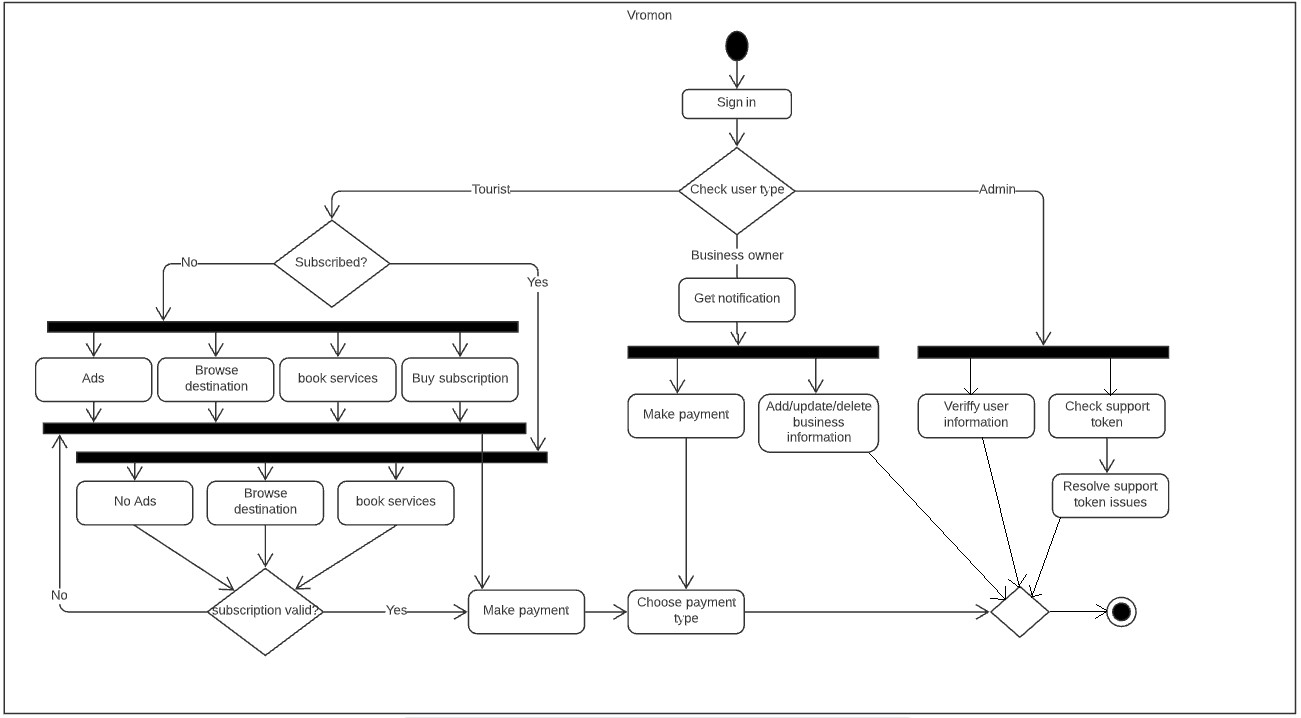 Vromon
Sign in
Check user type
Tourist
Admin
Business owner
Subscribed?
No
Yes
Get notification
Ads
Browse
destination
book services
Buy subscription
Make payment
Add/update/delete
business
information
Veriffy user
information
Check support
token
No Ads
Browse
destination
book services
Resolve support
token issues
No
subscription valid?
Yes
Make payment
Choose payment
type